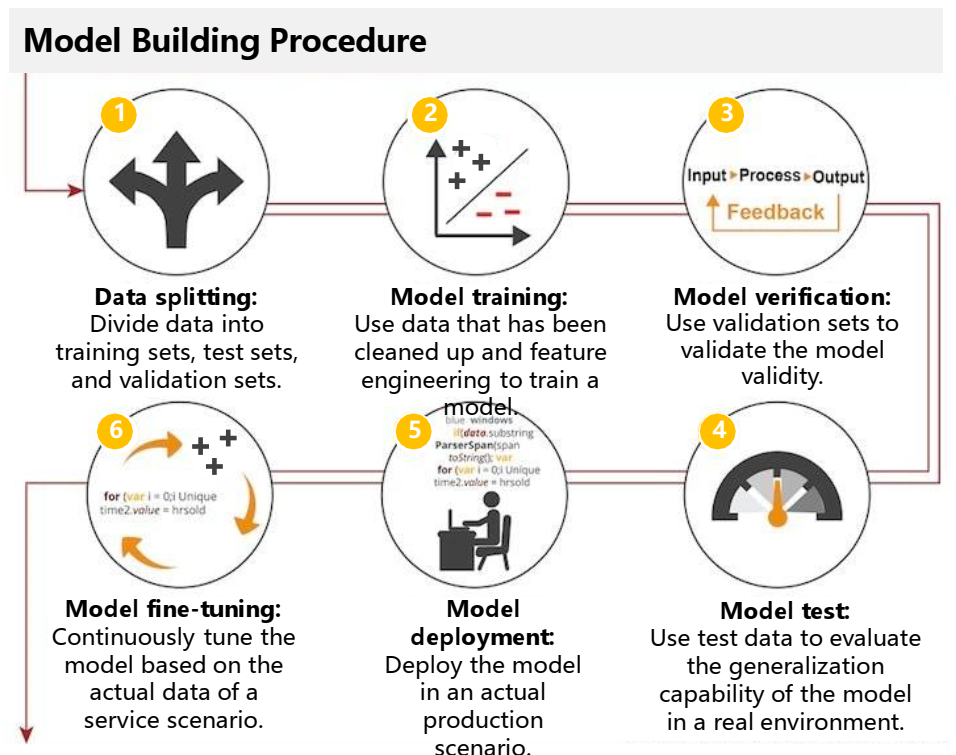 Model Building Procedure
1
2
3
Input Process Output
Feedback
Data splitting:
Divide data into
training sets, test sets,
and validation sets.
Model training:
Use data that has been
cleaned up and feature
engineering to train a
model.
Model verification:
Use validation sets to
validate the model
validity.
6
for (var i = 0;i Unique
time2.value = hrsold
5
blue windows
if(data.substring
ParserSpan(span
toString(); var
for (var i = 0;i Unique
time2.value = hrsold
4
Model fine-tuning:
Continuously tune the
model based on the
actual data of a
service scenario.
Model
deployment:
Deploy the model
in an actual
production
scenario.
Model test:
Use test data to evaluate
the generalization
capability of the model
in a real environment.